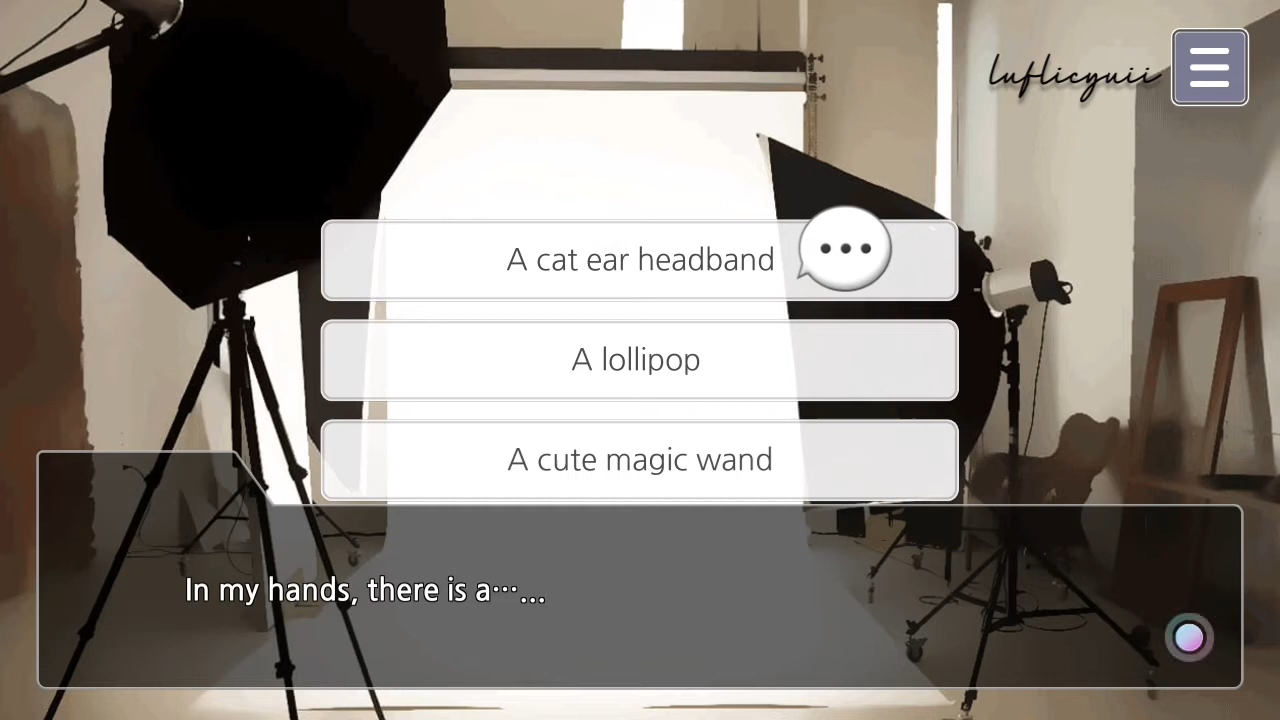 luflicyuii
A cat ear headband
A lollipop
A cute magic wand
In my hands, there is a⋯...